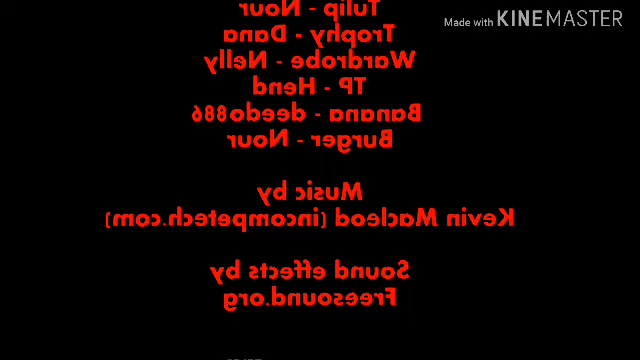 Made with KINEMASTER
Tulip - Nour
Trophy - Dana
Wardrobe - Nelly
TP - Hend
Banana - deedo886
Burger - Nour
Music by
Kevin Macleod (incompetech.com)
Sound effects by
Freesound.org